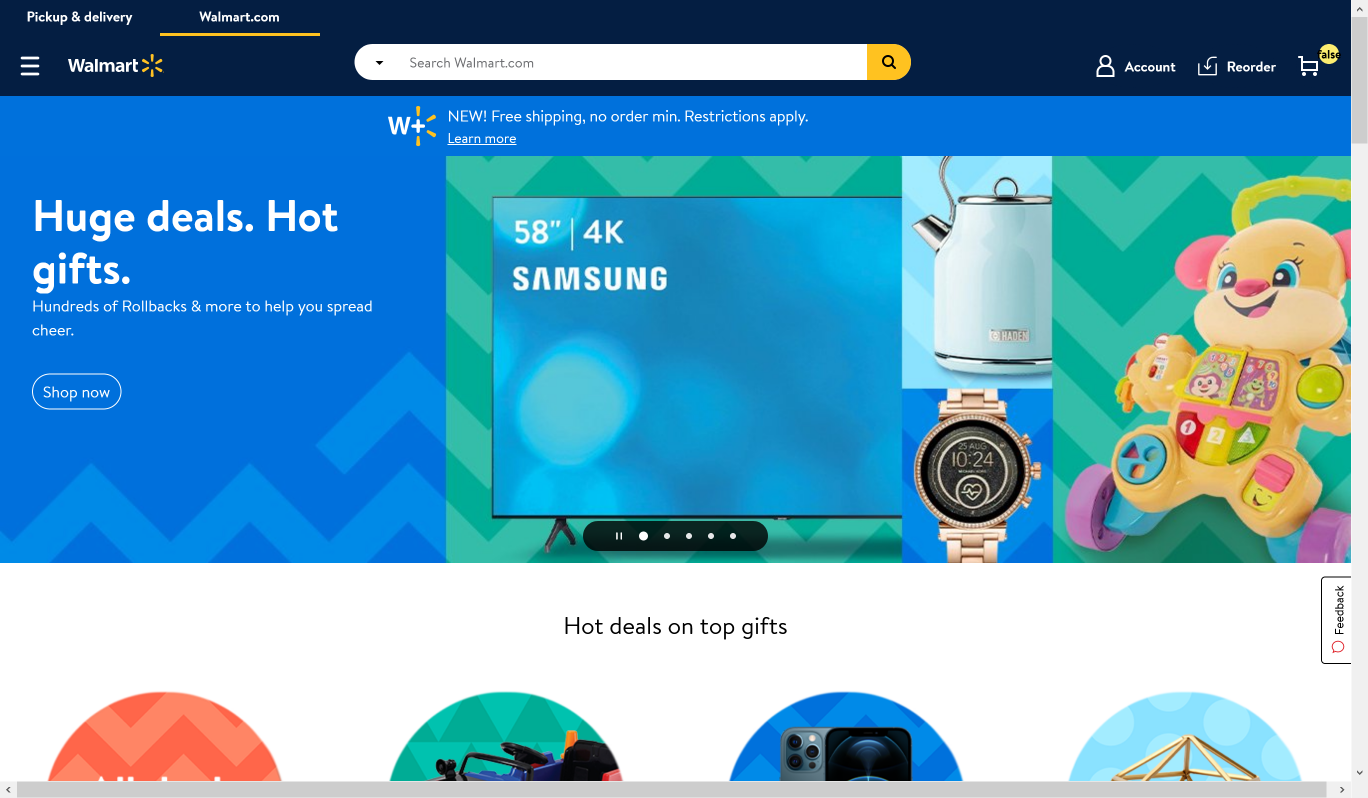 Pickup & delivery
Walmart.com
Walmart
Search Walmart.com
Account
Reorder
false
W+
NEW! Free shipping, no order min. Restrictions apply.
Learn more
Huge deals. Hot
gifts.
Hundreds of Rollbacks & more to help you spread
cheer.
Shop now
58" | 4K
SAMSUNG
HADEN
25 AUG
10:24
1 2
Feedback
Hot deals on top gifts